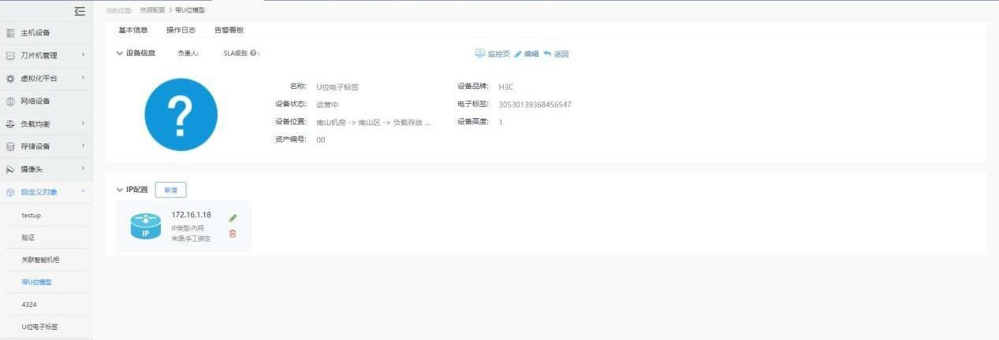 当前位置: 资源配置 > 带U位模型
主机设备
刀片机管理
虚拟化平台
网络设备
负载均衡
存储设备
摄像头
自定义对象
testup
验证
关联智能机柜
带U位模型
4324
U位电子标签
基本信息 操作日志 告警看板
设备信息 负责人: SLA级别 ?: 监控页 编辑 返回
名称: U位电子标签 设备品牌: H3C
设备状态: 运营中 电子标签: 30530139368456547
设备位置: 南山机房 -> 南山区 -> 负载存放 ... 设备高度: 1
资产编号: 00
IP配置 新增
IP
172.16.1.18
IP类型:内网
来源:手工绑定